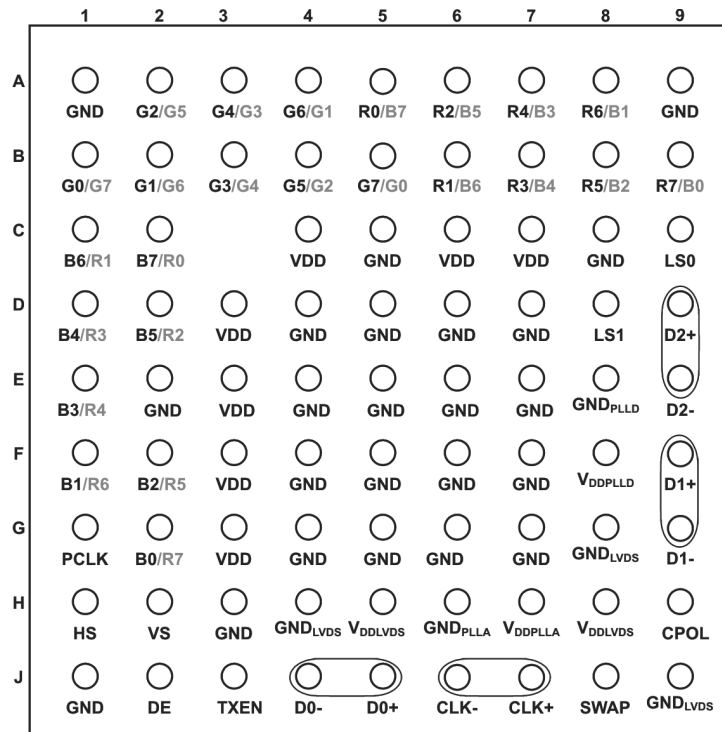 1 2 3 4 5 6 7 8 9
A
GND G2/G5 G4/G3 G6/G1 R0/B7 R2/B5 R4/B3 R6/B1 GND
B
G0/G7 G1/G6 G3/G4 G5/G2 G7/G0 R1/B6 R3/B4 R5/B2 R7/B0
C
B6/R1 B7/R0 VDD GND VDD VDD GND LS0
D
B4/R3 B5/R2 VDD GND GND GND GND LS1 D2+
E
B3/R4 GND VDD GND GND GND GND GNDPLLD D2-
F
B1/R6 B2/R5 VDD GND GND GND GND VDDPLLD D1+
G
PCLK B0/R7 VDD GND GND GND GND GNDLVDS D1-
H
HS VS GND GNDLVDS VDDLVDS GNDPLLA VDDPLLA VDDLVDS CPOL
J
GND DE TXEN D0- D0+ CLK- CLK+ SWAP GNDLVDS